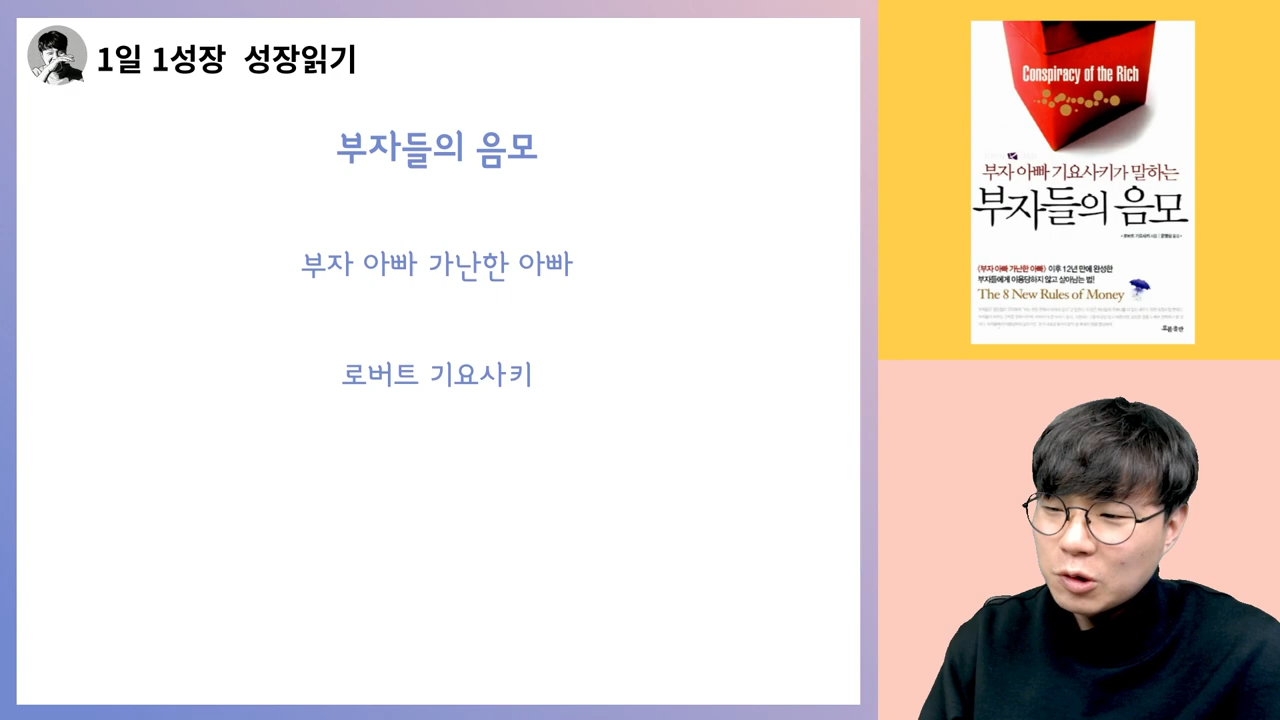 1일 1성장 성장읽기
부자들의 음모
부자 아빠 가난한 아빠
로버트 기요사키
Conspiracy of the Rich
부자 아빠 기요사키가 말하는
부자들의 음모
《부자 아빠 가난한 아빠》 이후 12년 만에 완성한
부자들에게 이용당하지 않고 살아남는 법!
The 8 New Rules of Money